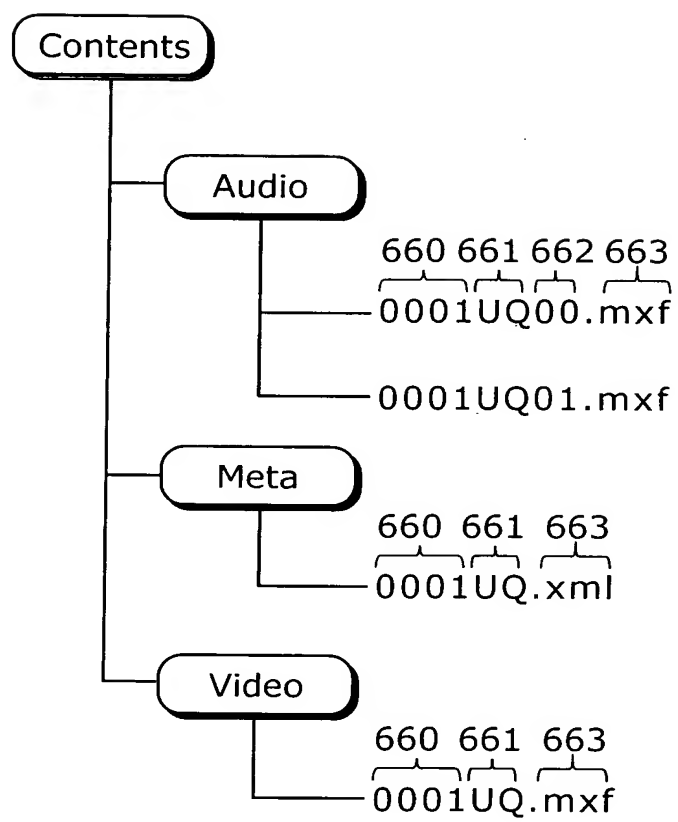 Contents
Audio
660 661 662 663
0001UQ00.mxf
0001UQ01.mxf
Meta
660 661 663
0001UQ.xml
Video
660 661 663
0001UQ.mxf